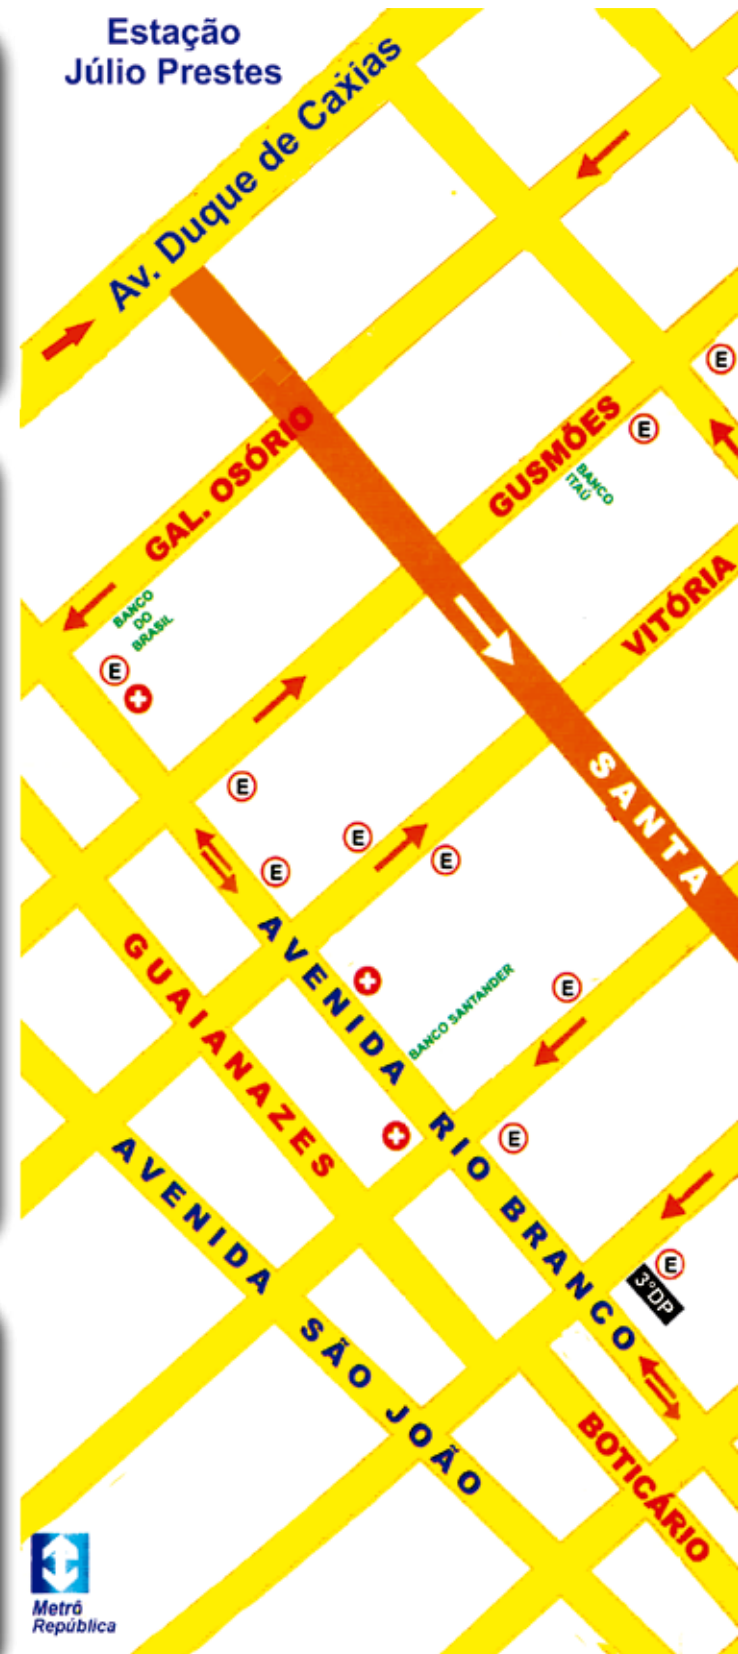 Estação
Júlio Prestes
Av. Duque de Caxias
E
GUSMÕES
E
GAL. OSÓRIO
BANCO
ITAÚ
VITÓRIA
BANCO
DO
BRASIL
E
SANTA
E
E
E
E
AVENIDA RIO BRANCO
GUAIANAZES
BANCO SANTANDER
E
E
AVENIDA SÃO JOÃO
E
3°DP
BOTICÁRIO
Metrô
República